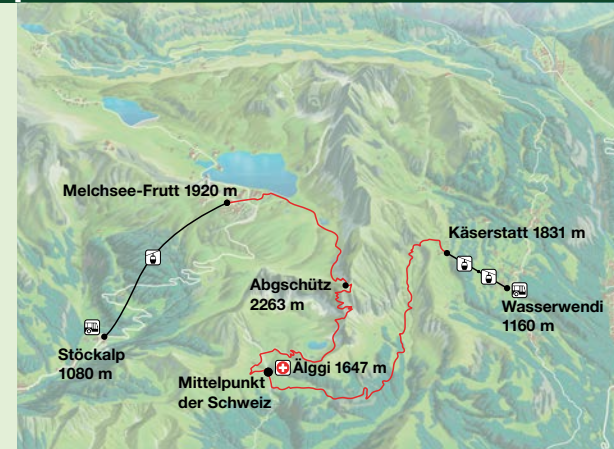 Melchsee-Frutt 1920 m
Käserstatt 1831 m
Abgschütz
2263 m
Wasserwendi
1160 m
Stöckalp
1080 m
Älggi 1647 m
Mittelpunkt
der Schweiz